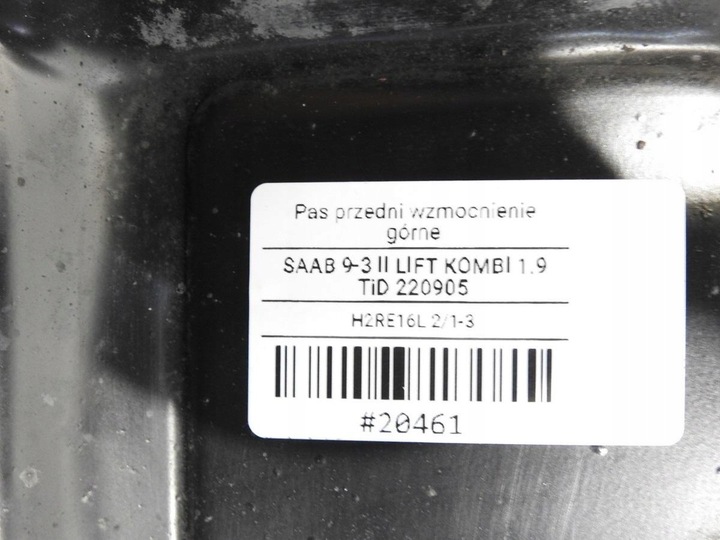 Pas przedni wzmocnienie
górne
SAAB 9-3 II LIFT KOMBI 1.9
TiD 220905
H2RE16L 2/1-3
#20461